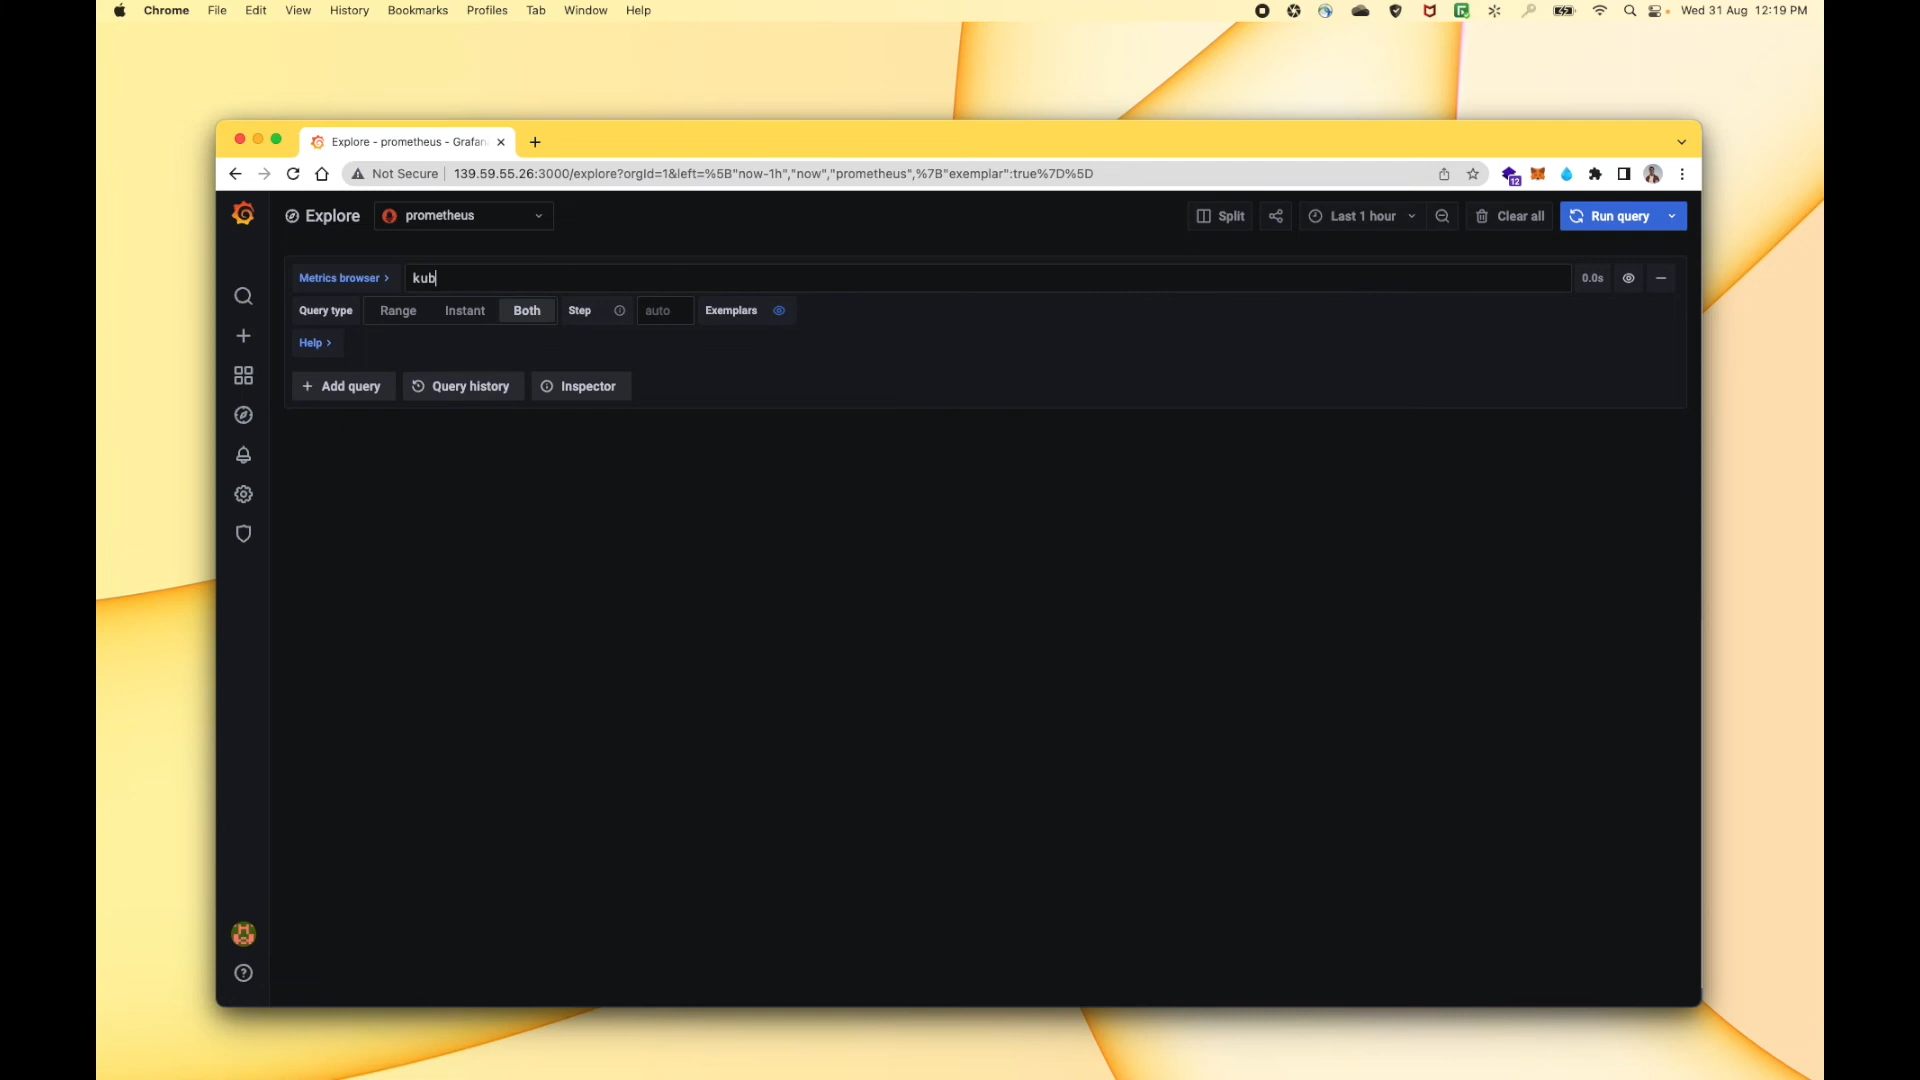 Chrome File Edit View History Bookmarks Profiles Tab Window Help Wed 31 Aug 12:19 PM
Explore - prometheus - Grafan
Not Secure 139.59.55.26:3000/explore?orgId=1&left=%5B"now-1h","now","prometheus",%7B"exemplar":true%7D%5D 12
Explore prometheus Split Last 1 hour Clear all Run query
Metrics browser > kub 0.0s
Query type Range Instant Both Step auto Exemplars
Help >
+ Add query Query history Inspector